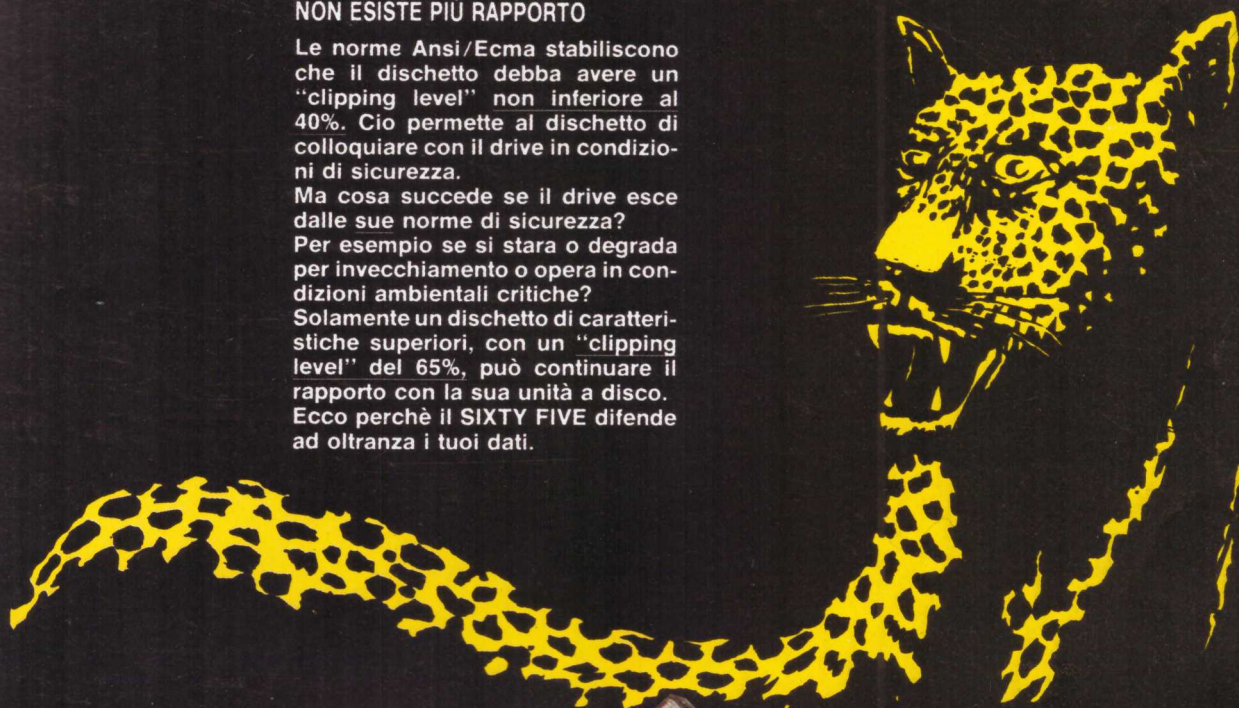 NON ESISTE PIÙ RAPPORTO
Le norme Ansi/Ecma stabiliscono
che il dischetto debba avere un
“clipping level” non inferiore al
40%. Cio permette al dischetto di
colloquiare con il drive in condizio-
ni di sicurezza.
Ma cosa succede se il drive esce
dalle sue norme di sicurezza?
Per esempio se si stara o degrada
per invecchiamento o opera in con-
dizioni ambientali critiche?
Solamente un dischetto di caratteri-
stiche superiori, con un “clipping
level” del 65%, può continuare il
rapporto con la sua unità a disco.
Ecco perchè il SIXTY FIVE difende
ad oltranza i tuoi dati.